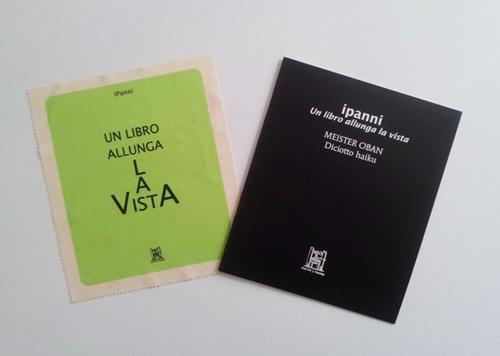 iPanni
UN LIBRO
ALLUNGA
L
A
VISTA
ipanni
Un libro allunga la vista
MEISTER OBAN
Diciotto haiku